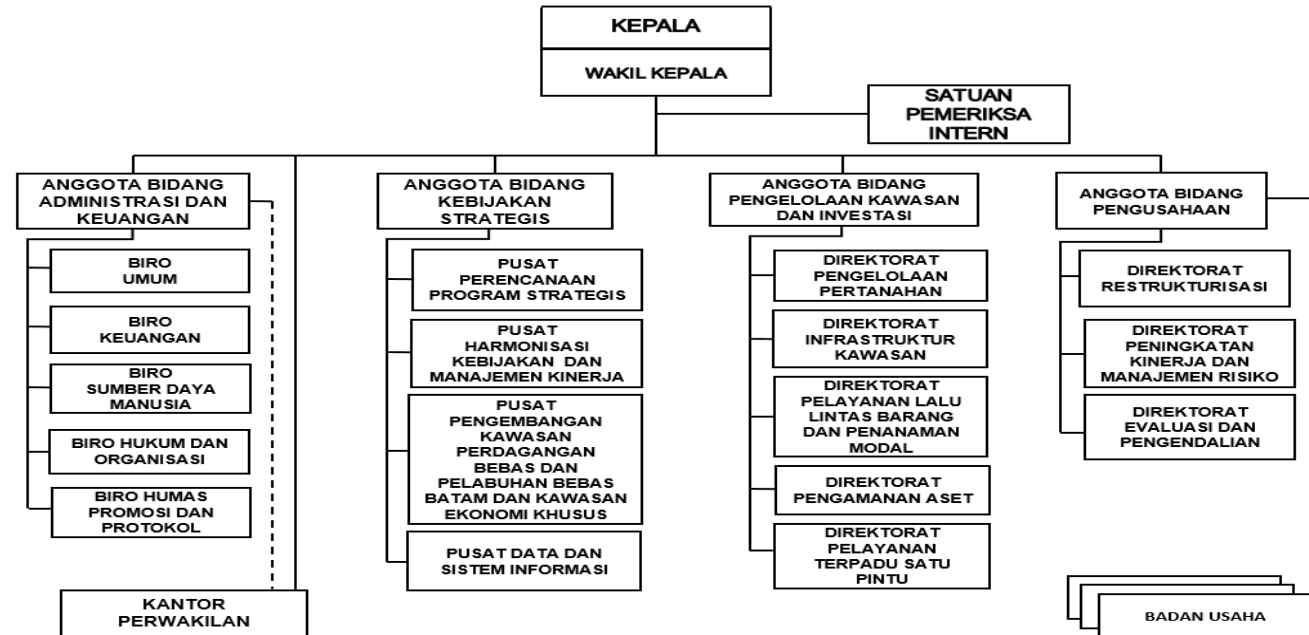 KEPALA
WAKIL KEPALA
SATUAN
PEMERIKSA
INTERN
ANGGOTA BIDANG
ADMINISTRASI DAN
KEUANGAN
BIRO
UMUM
BIRO
KEUANGAN
BIRO
SUMBER DAYA
MANUSIA
BIRO HUKUM DAN
ORGANISASI
BIRO HUMAS
PROMOSI DAN
PROTOKOL
KANTOR
PERWAKILAN
ANGGOTA BIDANG
KEBIJAKAN
STRATEGIS
PUSAT
PERENCANAAN
PROGRAM STRATEGIS
PUSAT
HARMONISASI
KEBIJAKAN DAN
MANAJEMEN KINERJA
PUSAT
PENGEMBANGAN
KAWASAN
PERDAGANGAN
BEBAS DAN
PELABUHAN BEBAS
BATAM DAN KAWASAN
EKONOMI KHUSUS
PUSAT DATA DAN
SISTEM INFORMASI
ANGGOTA BIDANG
PENGELOLAAN KAWASAN
DAN INVESTASI
DIREKTORAT
PENGELOLAAN
PERTANAHAN
DIREKTORAT
INFRASTRUKTUR
KAWASAN
DIREKTORAT
PELAYANAN LALU
LINTAS BARANG
DAN PENANAMAN
MODAL
DIREKTORAT
PENGAMANAN ASET
DIREKTORAT
PELAYANAN
TERPADU SATU
PINTU
ANGGOTA BIDANG
PENGUSAHAAN
DIREKTORAT
RESTRUKTURISASI
DIREKTORAT
PENINGKATAN
KINERJA DAN
MANAJEMEN RISIKO
DIREKTORAT
EVALUASI DAN
PENGENDALIAN
BADAN USAHA